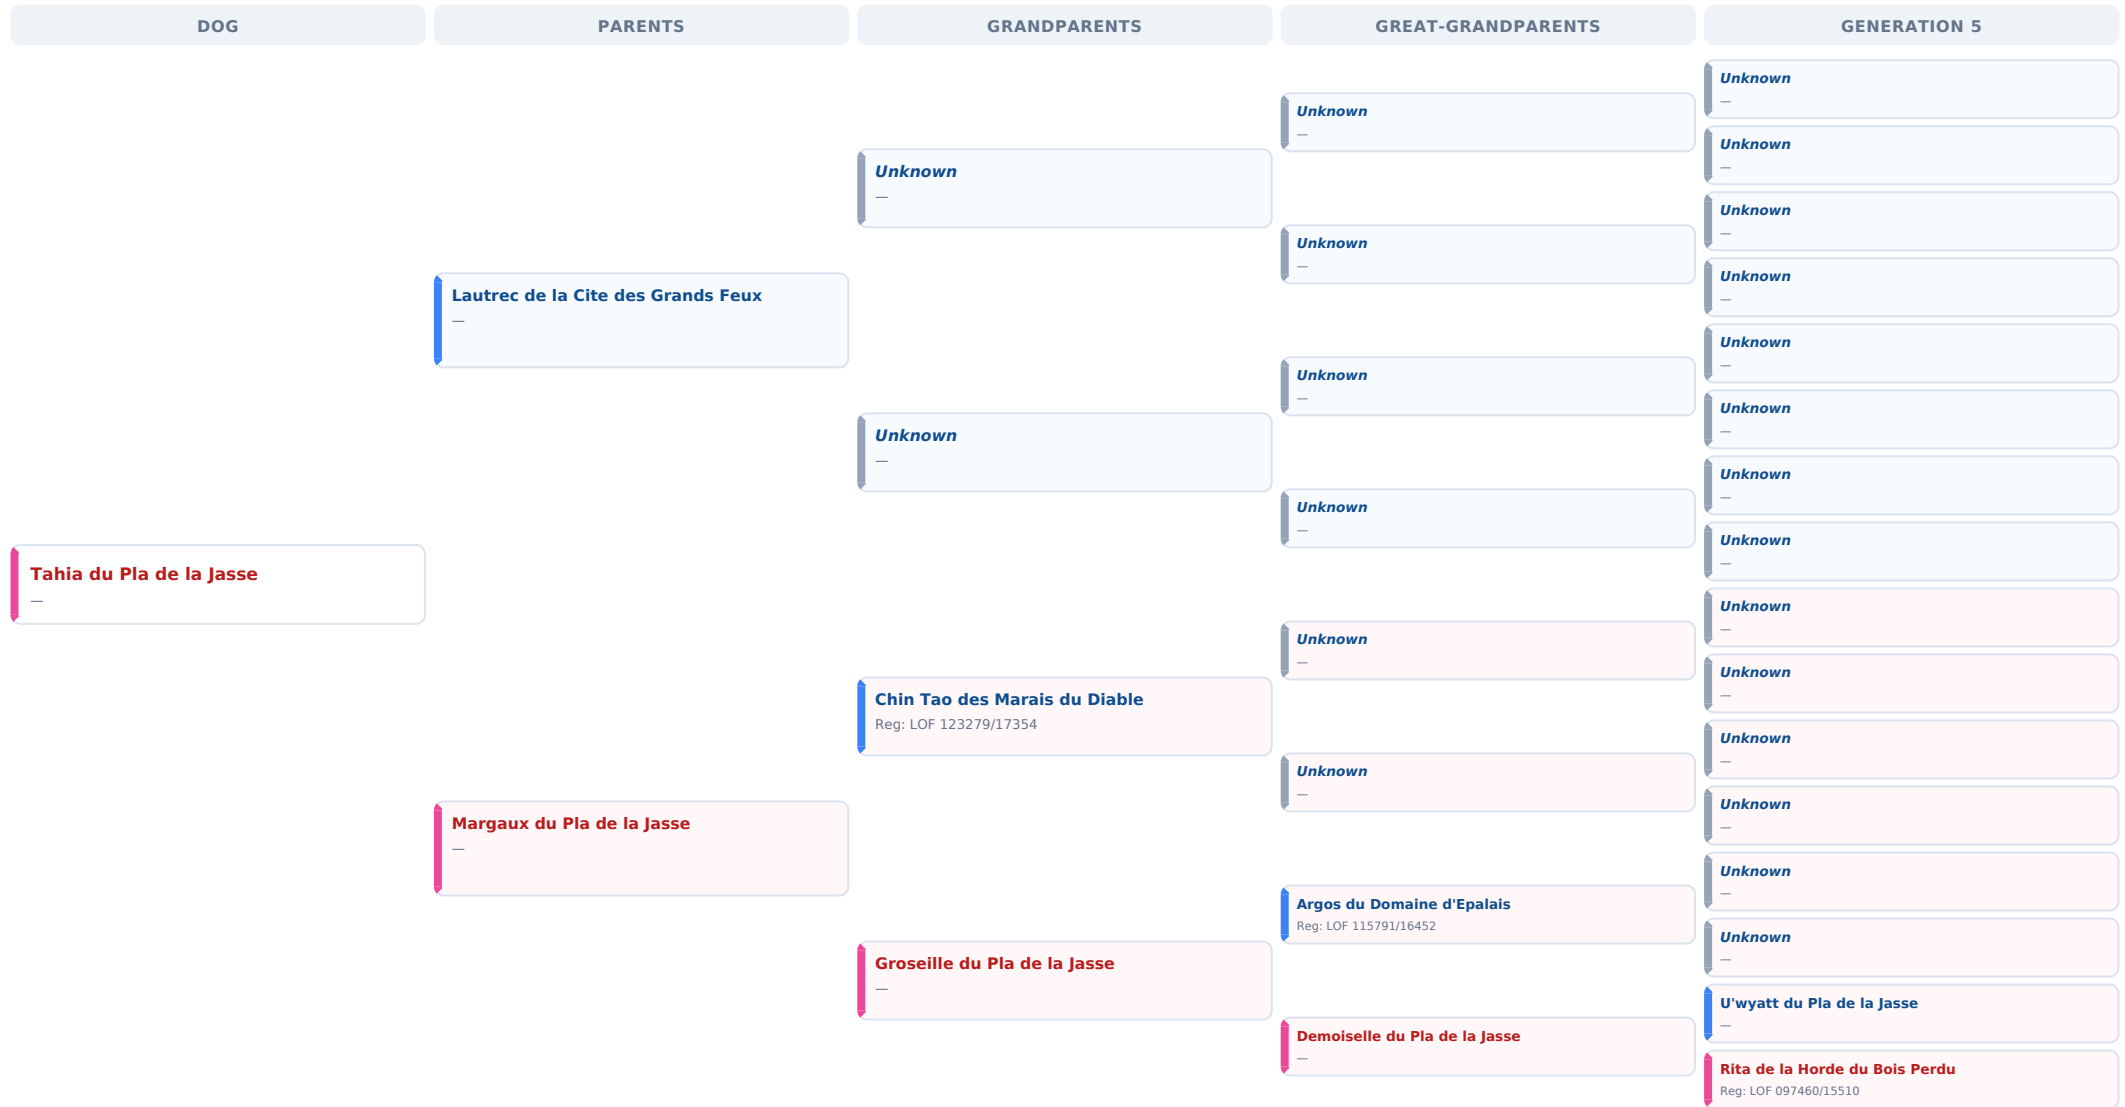 DOG
PARENTS
GRANDPARENTS
GREAT-GRANDPARENTS
GENERATION 5
Tahia du Pla de la Jasse
—
Lautrec de la Cite des Grands Feux
—
Margaux du Pla de la Jasse
—
Unknown
—
Unknown
—
Chin Tao des Marais du Diable
Reg: LOF 123279/17354
Groseille du Pla de la Jasse
—
Unknown
—
Unknown
—
Unknown
—
Unknown
—
Unknown
—
Unknown
—
Argos du Domaine d'Epalais
Reg: LOF 115791/16452
Demoiselle du Pla de la Jasse
—
Unknown
—
Unknown
—
Unknown
—
Unknown
—
Unknown
—
Unknown
—
Unknown
—
Unknown
—
Unknown
—
Unknown
—
Unknown
—
Unknown
—
Unknown
—
Unknown
—
U'wyatt du Pla de la Jasse
—
Rita de la Horde du Bois Perdu
Reg: LOF 097460/15510